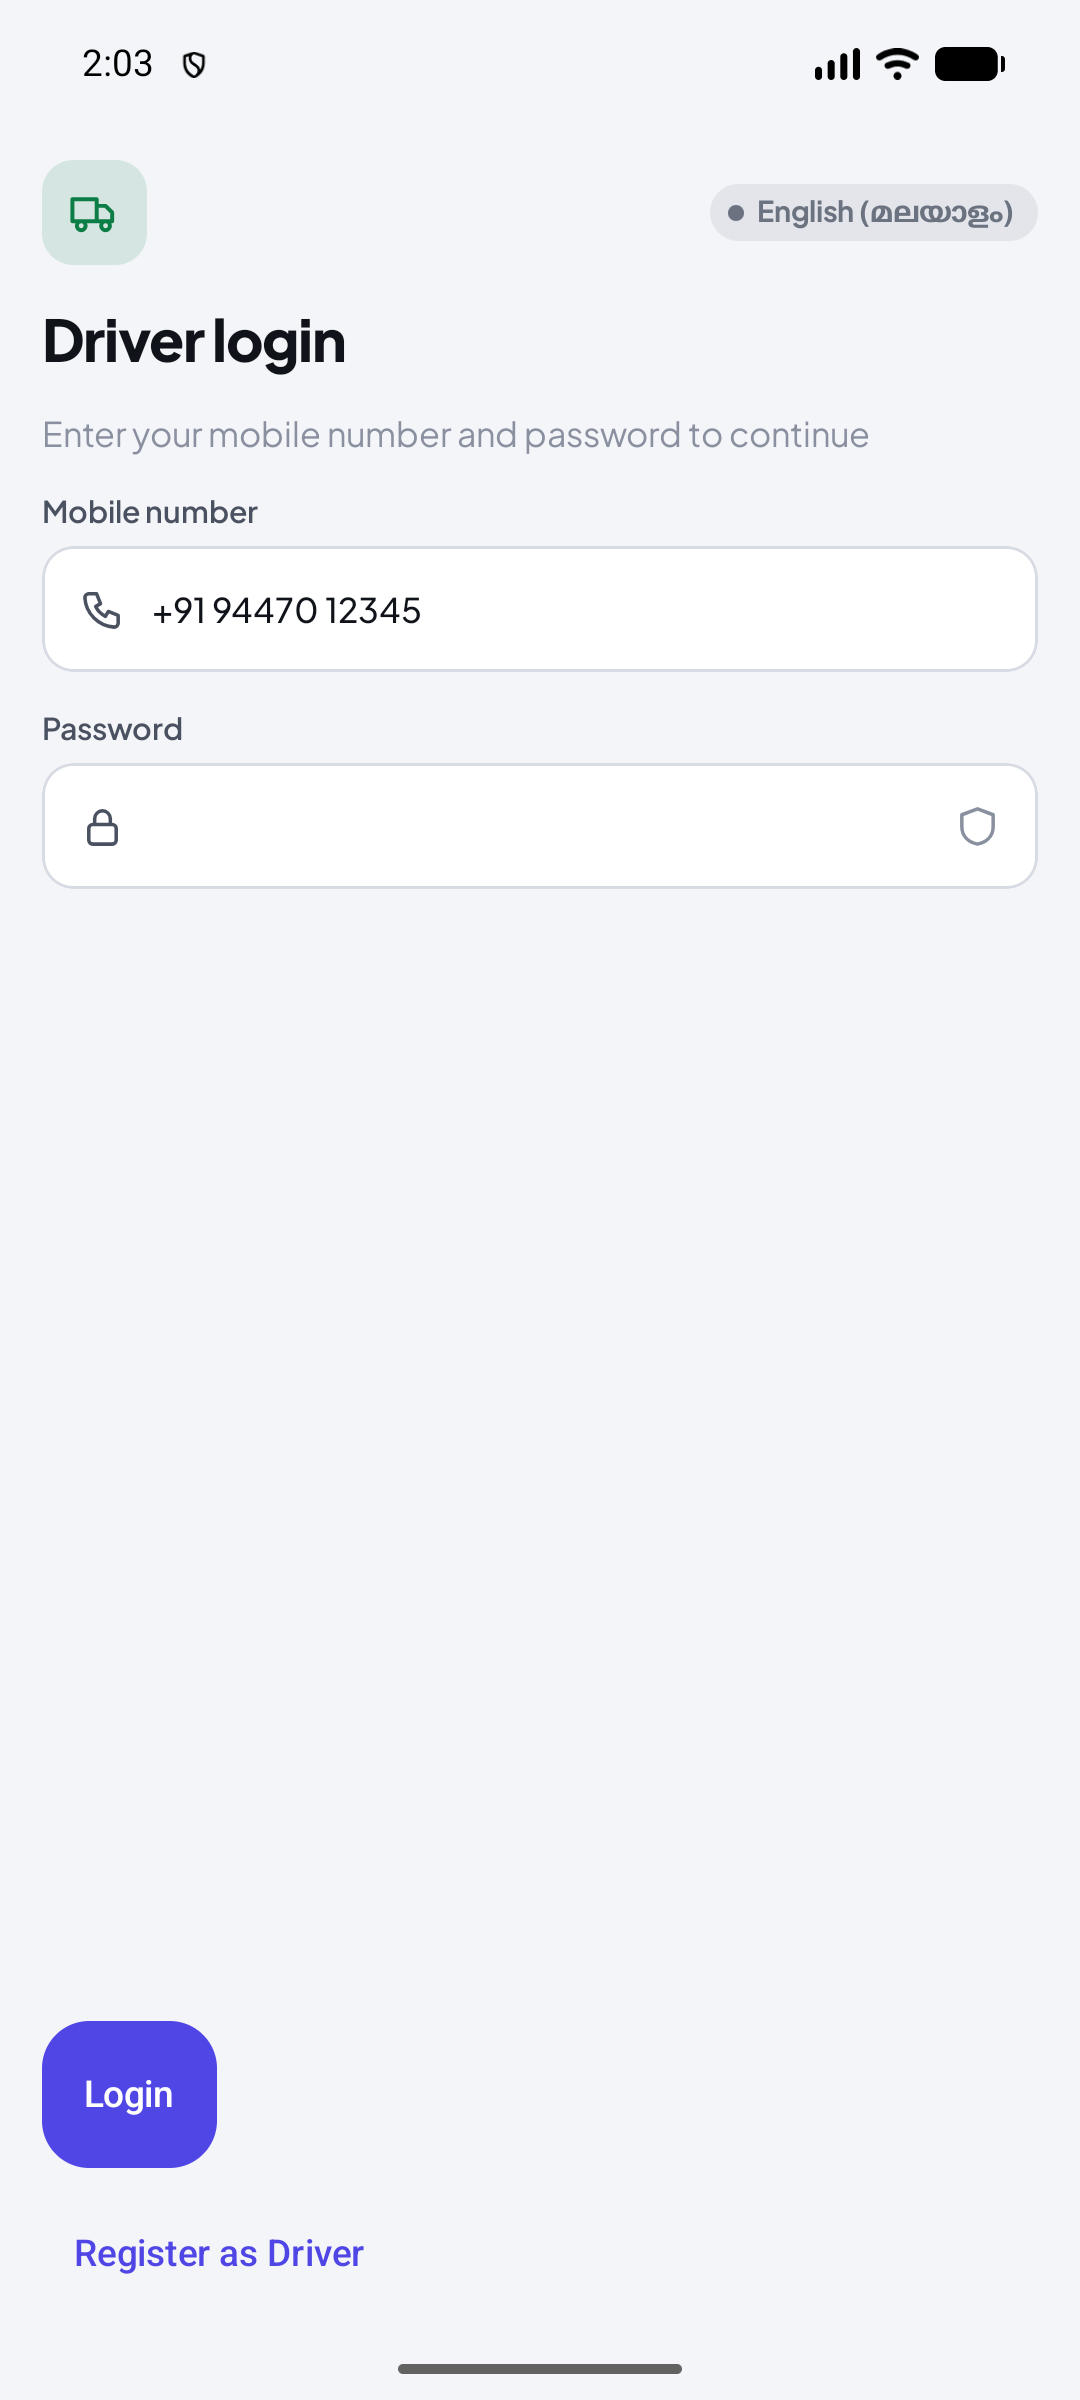 2:03
English (മലയാളം)
Driver login
Enter your mobile number and password to continue
Mobile number
+91 94470 12345
Password
Login
Register as Driver